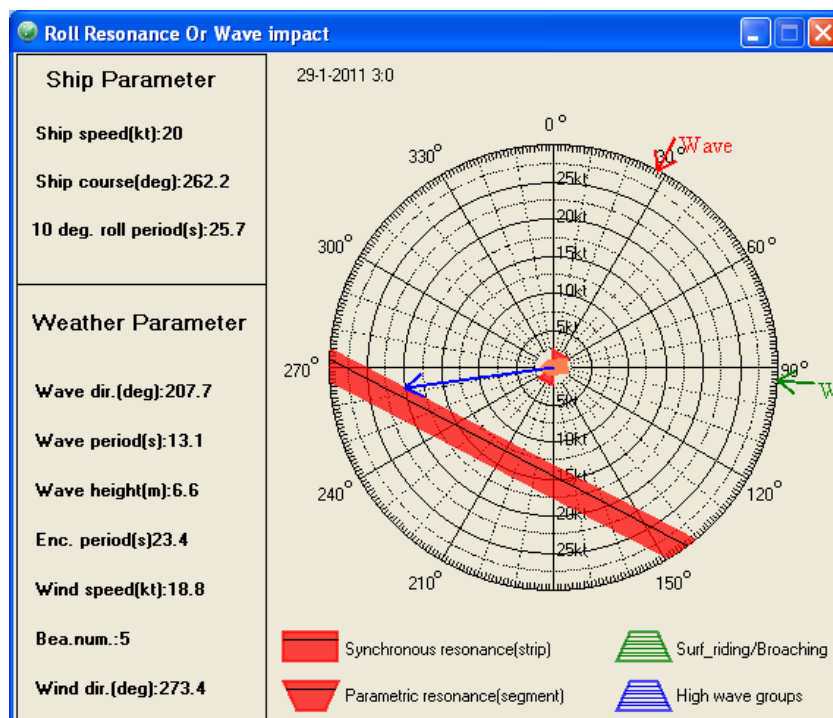 Roll Resonance Or Wave impact
Ship Parameter
Ship speed(kt):20
Ship course(deg):262.2
10 deg. roll period(s):25.7
Weather Parameter
Wave dir.(deg):207.7
Wave period(s):13.1
Wave height(m):6.6
Enc. period(s)23.4
Wind speed(kt):18.8
Bea.num.:5
Wind dir.(deg):273.4
29-1-2011 3:0
0°
330°
30°
Wave
300°
60°
25kt
20kt
15kt
10kt
5kt
270°
90°
W
5kt
10kt
15kt
20kt
25kt
240°
120°
210°
150°
Synchronous resonance(strip)
Surf_riding/Broaching
Parametric resonance(segment)
High wave groups